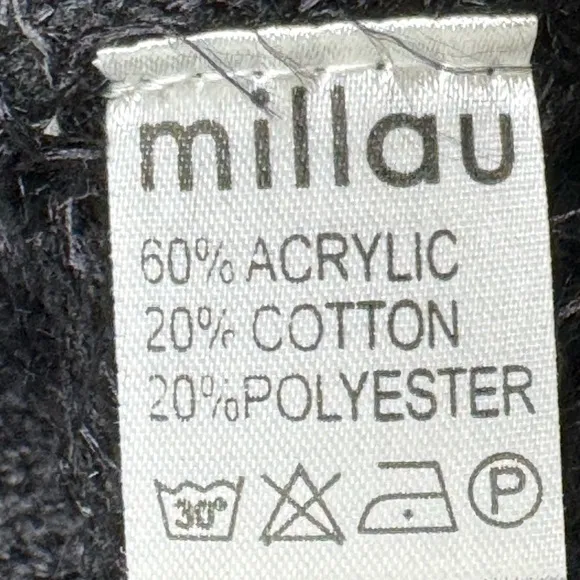 millau
60% ACRYLIC
20% COTTON
20% POLYESTER
30° P